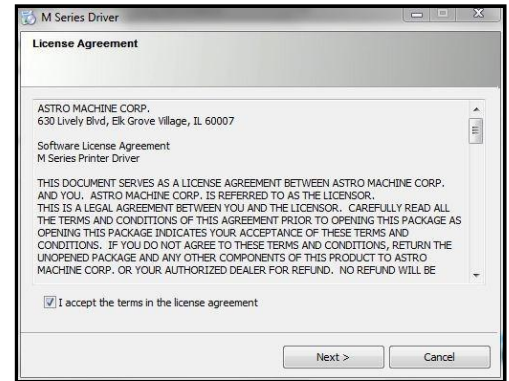 M Series Driver
License Agreement
ASTRO MACHINE CORP.
630 Lively Blvd, Elk Grove Village, IL 60007
Software License Agreement
M Series Printer Driver
THIS DOCUMENT SERVES AS A LICENSE AGREEMENT BETWEEN ASTRO MACHINE CORP.
AND YOU. ASTRO MACHINE CORP. IS REFERRED TO AS THE LICENSOR.
THIS IS A LEGAL AGREEMENT BETWEEN YOU AND THE LICENSOR. CAREFULLY READ ALL
THE TERMS AND CONDITIONS OF THIS AGREEMENT PRIOR TO OPENING THIS PACKAGE AS
OPENING THIS PACKAGE INDICATES YOUR ACCEPTANCE OF THESE TERMS AND
CONDITIONS. IF YOU DO NOT AGREE TO THESE TERMS AND CONDITIONS, RETURN THE
UNOPENED PACKAGE AND ANY OTHER COMPONENTS OF THIS PRODUCT TO ASTRO
MACHINE CORP. OR YOUR AUTHORIZED DEALER FOR REFUND. NO REFUND WILL BE
I accept the terms in the license agreement
Next >
Cancel